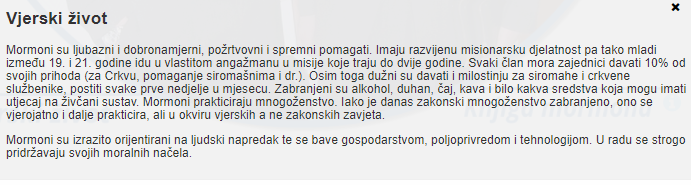 Vjerski život
Mormoni su ljubazni i dobronamjerni, požrtvovni i spremni pomagati. Imaju razvijenu misionarsku djelatnost pa tako mladi
između 19. i 21. godine idu u vlastitom angažmanu u misije koje traju do dvije godine. Svaki član mora zajednici davati 10% od
svojih prihoda (za Crkvu, pomaganje siromašnima i dr.). Osim toga dužni su davati i milostinju za siromahe i crkvene
službenike, postiti svake prve nedjelje u mjesecu. Zabranjeni su alkohol, duhan, čaj, kava i bilo kakva sredstva koja mogu imati
utjecaj na živčani sustav. Mormoni prakticiraju mnogoženstvo. Iako je danas zakonski mnogoženstvo zabranjeno, ono se
vjerojatno i dalje prakticira, ali u okviru vjerskih a ne zakonskih zavjeta.
Mormoni su izrazito orijentirani na ljudski napredak te se bave gospodarstvom, poljoprivredom i tehnologijom. U radu se strogo
pridržavaju svojih moralnih načela.